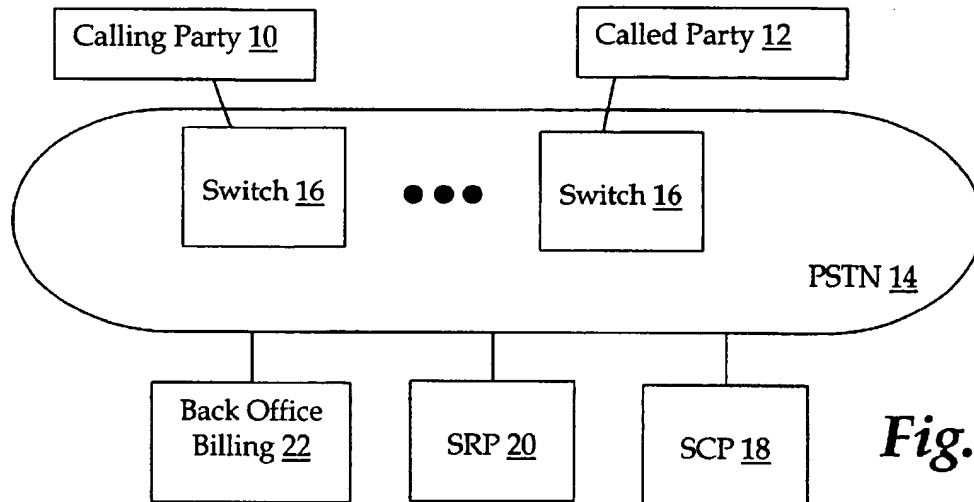 Calling Party 10
Called Party 12
Switch 16
Switch 16
PSTN 14
Back Office
Billing 22
SRP 20
SCP 18
Fig.